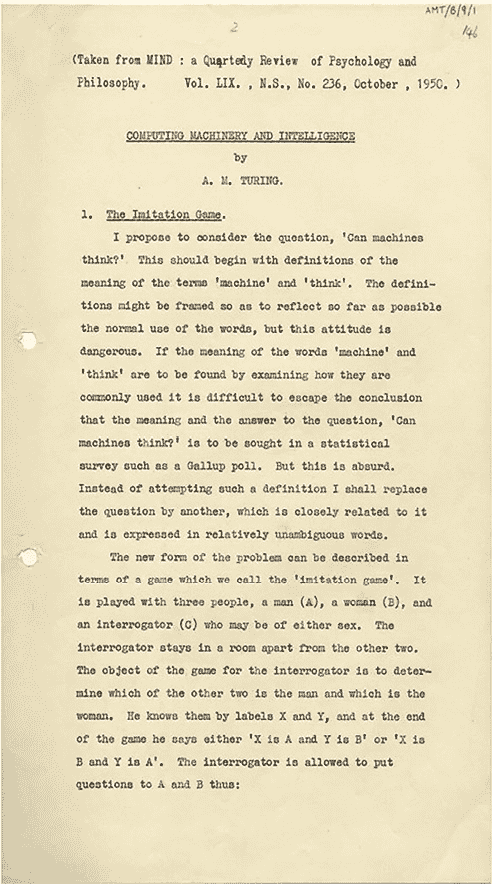 AMT/B/9/1
2
146
(Taken from MIND : a Quarterly Review of Psychology and
Philosophy. Vol. LIX. , N.S., No. 236, October , 1950. )
COMPUTING MACHINERY AND INTELLIGENCE
by
A. M. TURING.
1. The Imitation Game.
I propose to consider the question, 'Can machines
think?' This should begin with definitions of the
meaning of the terms 'machine' and 'think'. The defini-
tions might be framed so as to reflect so far as possible
the normal use of the words, but this attitude is
dangerous. If the meaning of the words 'machine' and
'think' are to be found by examining how they are
commonly used it is difficult to escape the conclusion
that the meaning and the answer to the question, 'Can
machines think?' is to be sought in a statistical
survey such as a Gallup poll. But this is absurd.
Instead of attempting such a definition I shall replace
the question by another, which is closely related to it
and is expressed in relatively unambiguous words.
The new form of the problem can be described in
terms of a game which we call the 'imitation game'. It
is played with three people, a man (A), a woman (B), and
an interrogator (C) who may be of either sex. The
interrogator stays in a room apart from the other two.
The object of the game for the interrogator is to deter-
mine which of the other two is the man and which is the
woman. He knows them by labels X and Y, and at the end
of the game he says either 'X is A and Y is B' or 'X is
B and Y is A'. The interrogator is allowed to put
questions to A and B thus: